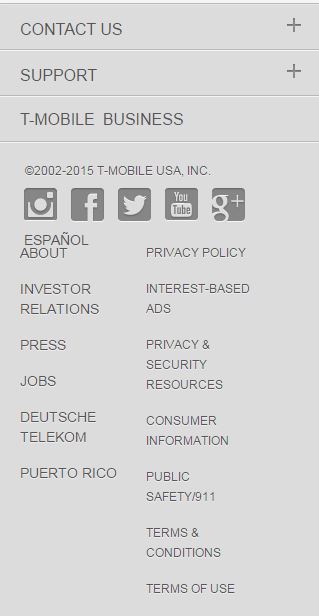 CONTACT US
SUPPORT
T-MOBILE BUSINESS
©2002-2015 T-MOBILE USA, INC.
You
Tube
g+
ESPAÑOL
ABOUT
INVESTOR
RELATIONS
PRESS
JOBS
DEUTSCHE
TELEKOM
PUERTO RICO
PRIVACY POLICY
INTEREST-BASED
ADS
PRIVACY &
SECURITY
RESOURCES
CONSUMER
INFORMATION
PUBLIC
SAFETY/911
TERMS &
CONDITIONS
TERMS OF USE